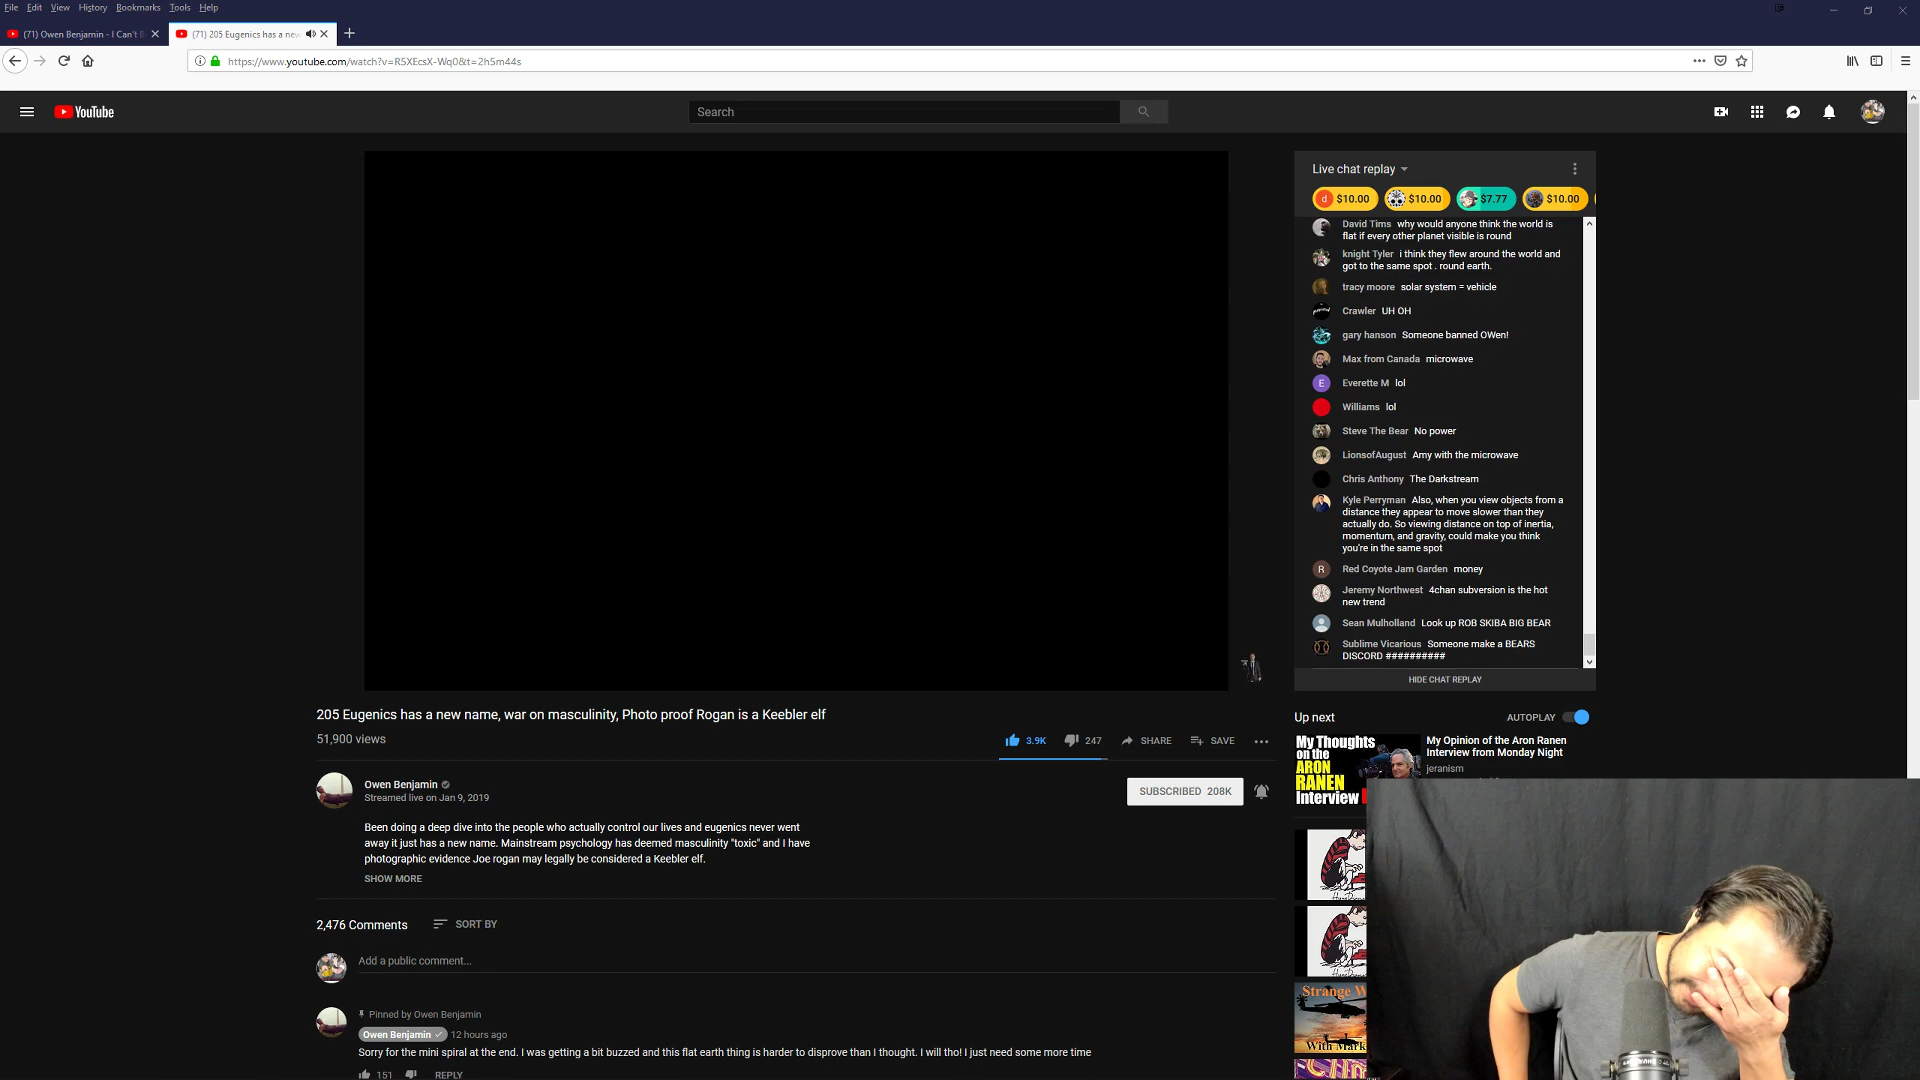 File Edit View History Bookmarks Tools Help
(71) Owen Benjamin - I Can't B
(71) 205 Eugenics has a new
https://www.youtube.com/watch?v=R5XEcsX-Wq0&t=2h5m44s
YouTube
Search
Live chat replay
d $10.00 $10.00 $7.77 $10.00
David Tims why would anyone think the world is
flat if every other planet visible is round
knight Tyler i think they flew around the world and
got to the same spot . round earth.
tracy moore solar system = vehicle
Crawler UH OH
gary hanson Someone banned OWen!
Max from Canada microwave
E Everette M lol
Williams lol
Steve The Bear No power
LionsofAugust Amy with the microwave
Chris Anthony The Darkstream
Kyle Perryman Also, when you view objects from a
distance they appear to move slower than they
actually do. So viewing distance on top of inertia,
momentum, and gravity, could make you think
you're in the same spot
R Red Coyote Jam Garden money
Jeremy Northwest 4chan subversion is the hot
new trend
Sean Mulholland Look up ROB SKIBA BIG BEAR
Sublime Vicarious Someone make a BEARS
DISCORD ##########
HIDE CHAT REPLAY
205 Eugenics has a new name, war on masculinity, Photo proof Rogan is a Keebler elf
51,900 views
3.9K 247 SHARE SAVE
Owen Benjamin
Streamed live on Jan 9, 2019
SUBSCRIBED 208K
Been doing a deep dive into the people who actually control our lives and eugenics never went
away it just has a new name. Mainstream psychology has deemed masculinity "toxic" and I have
photographic evidence Joe rogan may legally be considered a Keebler elf.
SHOW MORE
2,476 Comments SORT BY
Add a public comment...
Pinned by Owen Benjamin
Owen Benjamin 12 hours ago
Sorry for the mini spiral at the end. I was getting a bit buzzed and this flat earth thing is harder to disprove than I thought. I will tho! I just need some more time
151 REPLY
Up next
AUTOPLAY
My Thoughts
on the
ARON
RANEN
Interview
My Opinion of the Aron Ranen
Interview from Monday Night
jeranism
Strange W
With Mark